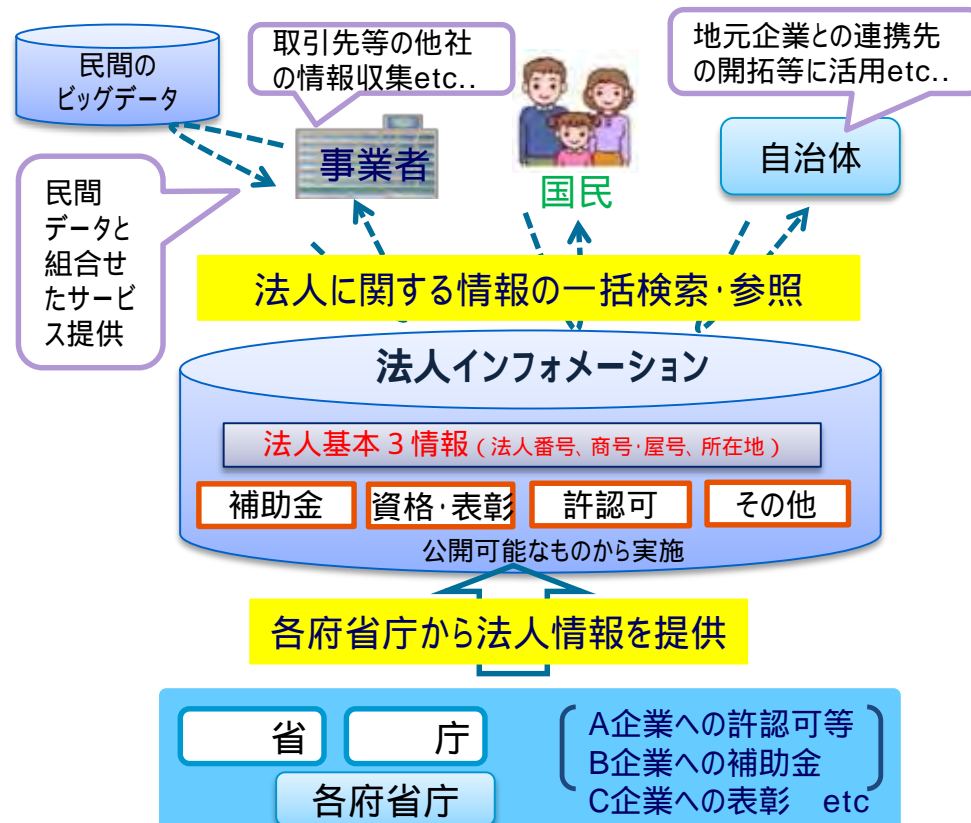 民間の
ビッグデータ
取引先等の他社
の情報収集etc..
地元企業との連携先
の開拓等に活用etc..
事業者
国民
自治体
民間
データと
組合せ
たサービ
ス提供
法人に関する情報の一括検索・参照
法人インフォメーション
法人基本3情報(法人番号、商号・屋号、所在地)
補助金
資格・表彰
許認可
その他
公開可能なものから実施
各府省庁から法人情報を提供
省
庁
各府省庁
A企業への許認可等
B企業への補助金
C企業への表彰 etc